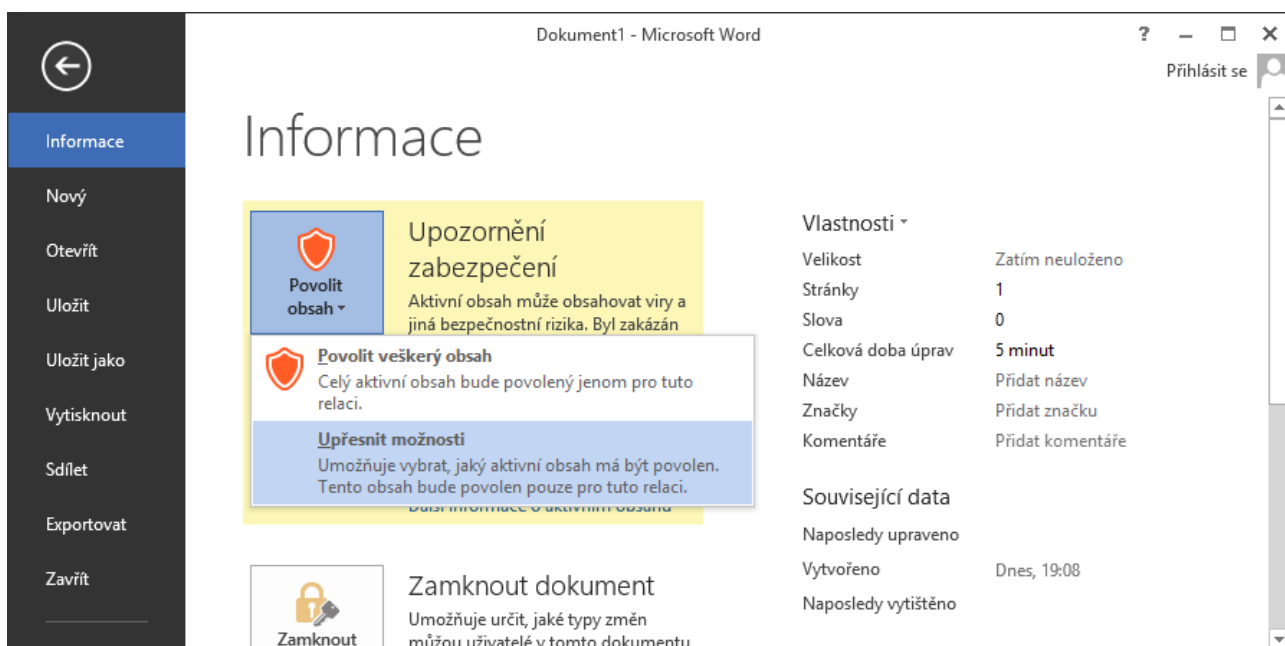 Dokument1 - Microsoft Word
?
Přihlásit se
Informace
Nový
Otevřít
Uložit
Uložit jako
Vytisknout
Sdílet
Exportovat
Zavřít
Informace
Povolit
obsah
Upozornění
zabezpečení
Aktivní obsah může obsahovat viry a
jiná bezpečnostní rizika. Byl zakázán
Povolit veškerý obsah
Celý aktivní obsah bude povolený jenom pro tuto
relaci.
Upřesnit možnosti
Umožňuje vybrat, jaký aktivní obsah má být povolen.
Tento obsah bude povolen pouze pro tuto relaci.
Další informace o aktivním obsahu
Zamknout
Zamknout dokument
Umožňuje určit, jaké typy změn
můžou uživatelé v tomto dokumentu
Vlastnosti
Velikost Zatím neuloženo
Stránky 1
Slova 0
Celková doba úprav 5 minut
Název Přidat název
Značky Přidat značku
Komentáře Přidat komentáře
Související data
Naposledy upraveno
Vytvořeno Dnes, 19:08
Naposledy vytištěno